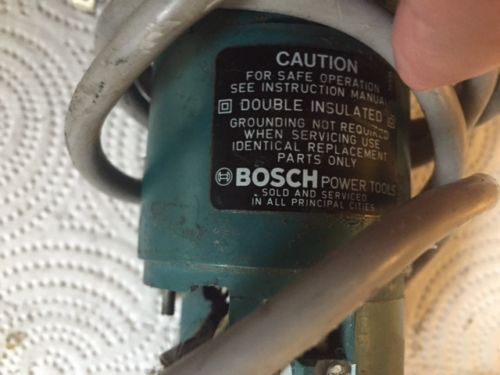 CAUTION
FOR SAFE OPERATION
SEE INSTRUCTION MANUAL
DOUBLE INSULATED
GROUNDING NOT REQUIRED
WHEN SERVICING USE
IDENTICAL REPLACEMENT
PARTS ONLY
BOSCH POWER TOOLS
SOLD AND SERVICED
IN ALL PRINCIPAL CITIES